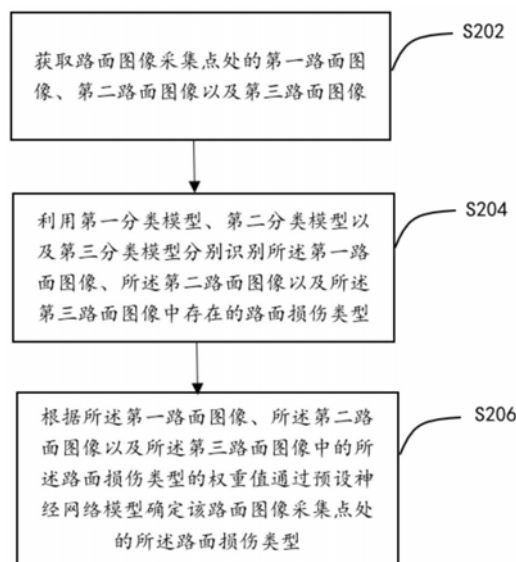 获取路面图像采集点处的第一路面图
像、第二路面图像以及第三路面图像
S202
利用第一分类模型、第二分类模型以
及第三分类模型分别识别所述第一路
面图像、所述第二路面图像以及所述
第三路面图像中存在的路面损伤类型
S204
根据所述第一路面图像、所述第二路
面图像以及所述第三路面图像中的所
述路面损伤类型的权重值通过预设神
经网络模型确定该路面图像采集点处
的所述路面损伤类型
S206